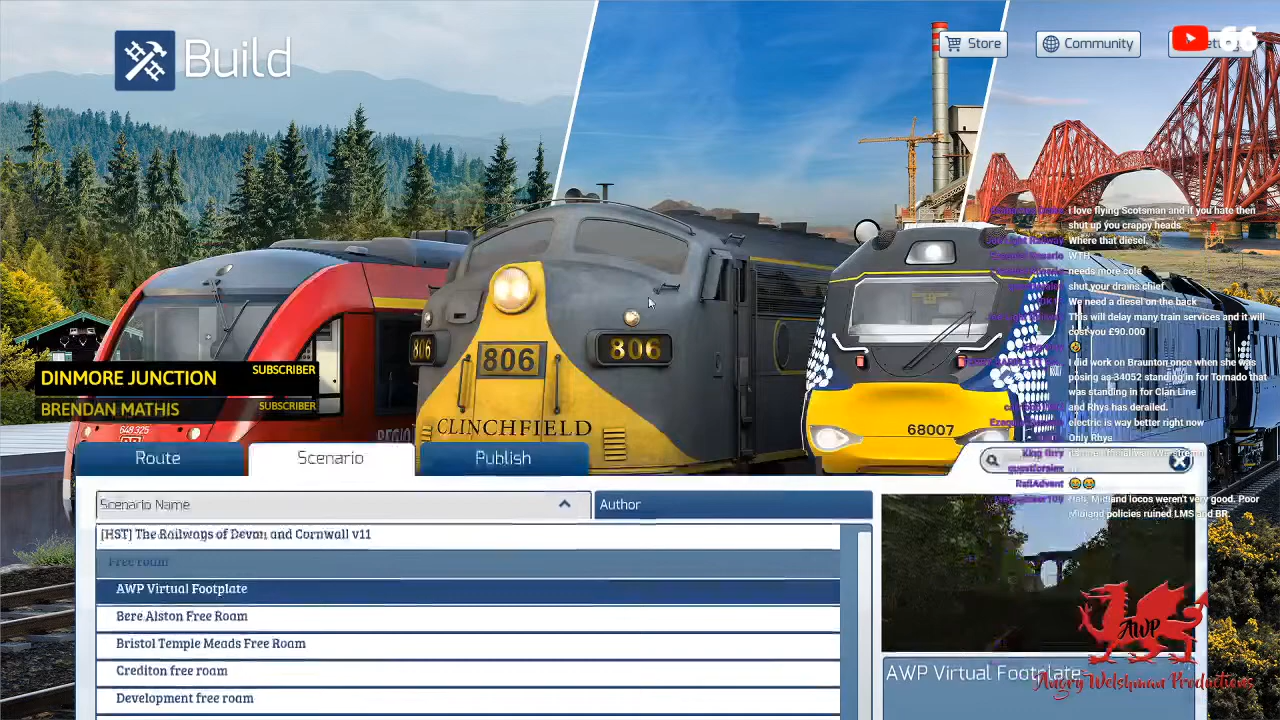 Build
Store
Community
66
I love flying Scotsman and if you hate then
shut up you crappy heads
Where that diesel.
WTH
needs more cole
shut your drains chief
We need a diesel on the back
This will delay many train services and it will
cost you £90.000
I did work on Braunton once when she was
posing as 34052 standing in for Tornado that
was standing in for Clan Line
and Rhys has derailed.
electric is way better right now
Only Rhys
RailAdvent
Nah, Midland locos weren't very good. Poor
Midland policies ruined LMS and BR.
806
806
806
CLINCHFIELD
68007
648 325
DINMORE JUNCTION SUBSCRIBER
BRENDAN MATHIS SUBSCRIBER
Route
Scenario
Publish
Scenario Name
Author
[HST] The Railways of Devon and Cornwall v11
Free roam
AWP Virtual Footplate
Bere Alston Free Roam
Bristol Temple Meads Free Roam
Crediton free roam
Development free roam
AWP Virtual Footplate
AWP
Angry Welshman Productions